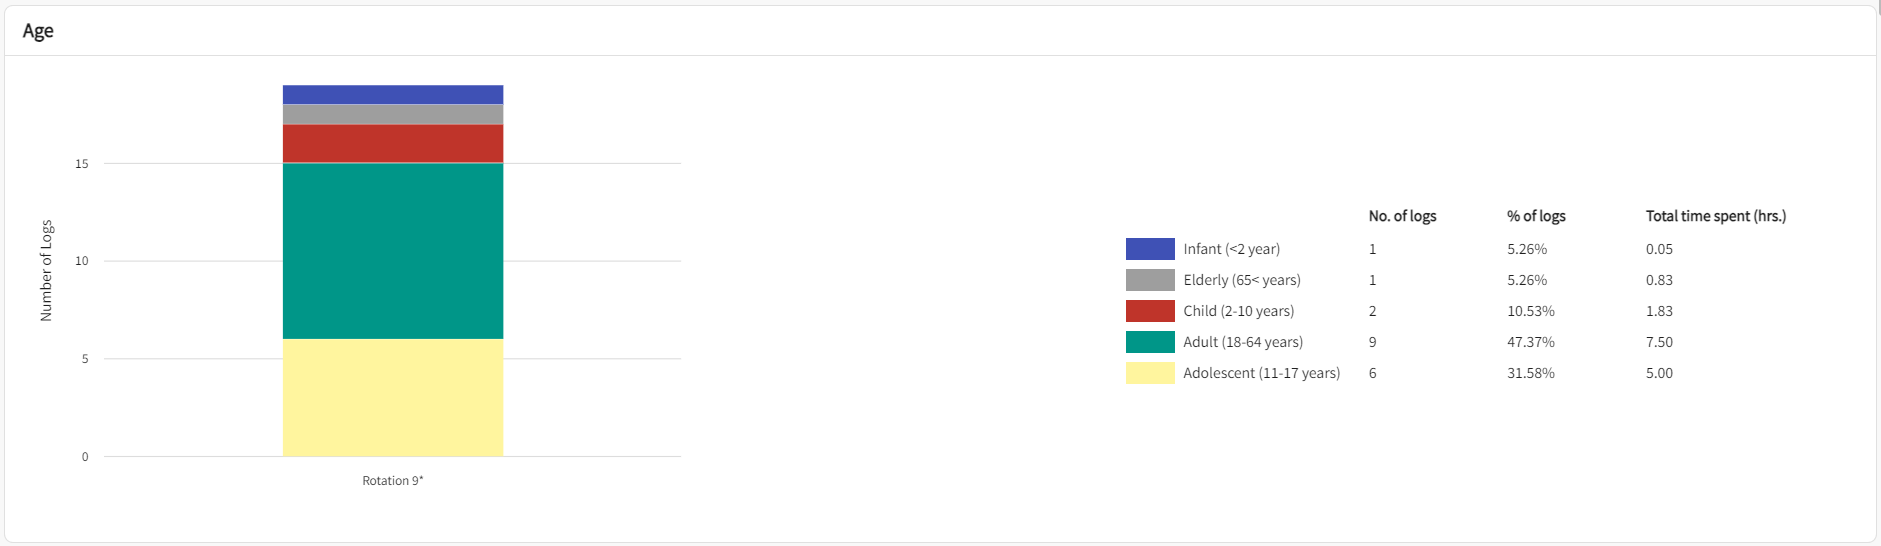 Age
Number of Logs
15
10
5
0
Rotation 9*
No. of logs % of logs Total time spent (hrs.)
Infant (<2 year) 1 5.26% 0.05
Elderly (65< years) 1 5.26% 0.83
Child (2-10 years) 2 10.53% 1.83
Adult (18-64 years) 9 47.37% 7.50
Adolescent (11-17 years) 6 31.58% 5.00